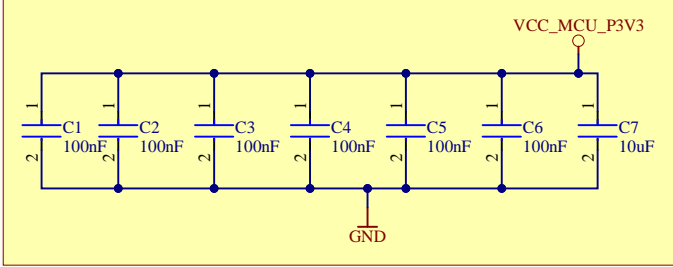 VCC_MCU_P3V3
1 1 1 1 1 1 1
C1 C2 C3 C4 C5 C6 C7
100nF 100nF 100nF 100nF 100nF 100nF 10uF
2 2 2 2 2 2 2
GND